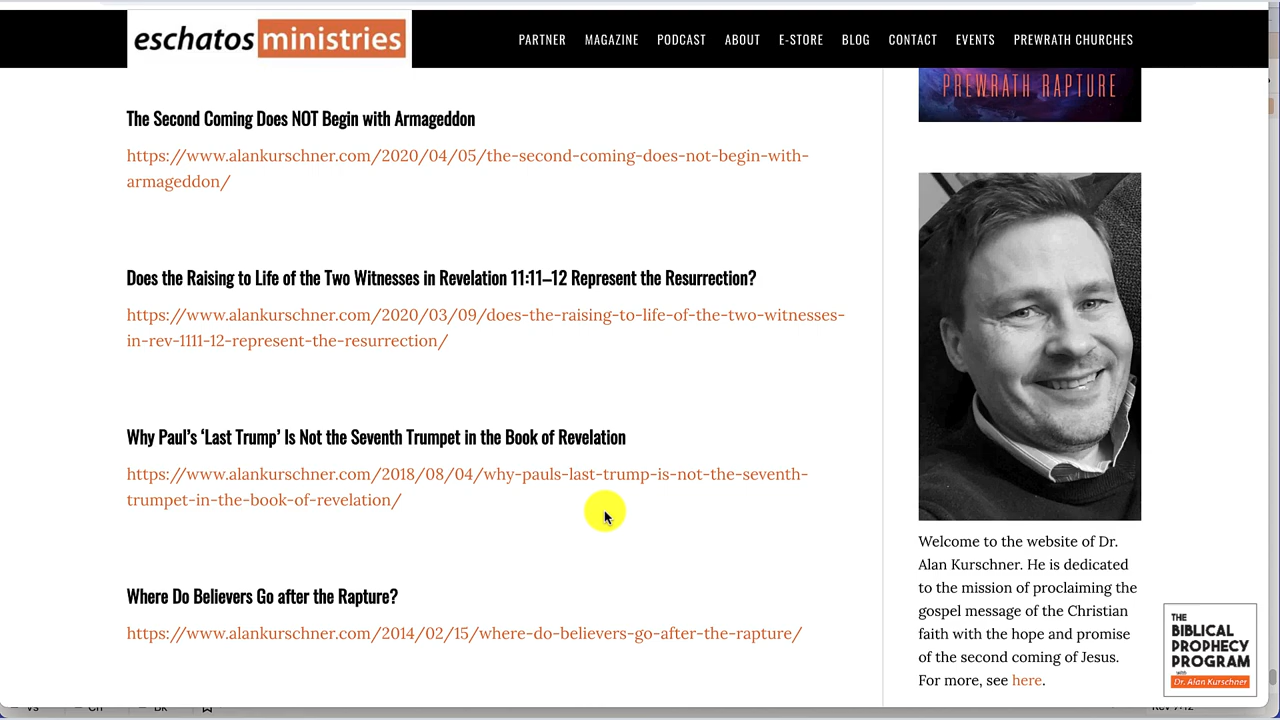 eschatos ministries
PARTNER MAGAZINE PODCAST ABOUT E-STORE BLOG CONTACT EVENTS PREWRATH CHURCHES
The Second Coming Does NOT Begin with Armageddon
https://www.alankurschner.com/2020/04/05/the-second-coming-does-not-begin-with-
armageddon/
Does the Raising to Life of the Two Witnesses in Revelation 11:11–12 Represent the Resurrection?
https://www.alankurschner.com/2020/03/09/does-the-raising-to-life-of-the-two-witnesses-
in-rev-1111-12-represent-the-resurrection/
Why Paul’s ‘Last Trump’ Is Not the Seventh Trumpet in the Book of Revelation
https://www.alankurschner.com/2018/08/04/why-pauls-last-trump-is-not-the-seventh-
trumpet-in-the-book-of-revelation/
Where Do Believers Go after the Rapture?
https://www.alankurschner.com/2014/02/15/where-do-believers-go-after-the-rapture/
PREWRATH RAPTURE
Welcome to the website of Dr.
Alan Kurschner. He is dedicated
to the mission of proclaiming the
gospel message of the Christian
faith with the hope and promise
of the second coming of Jesus.
For more, see here.
THE
BIBLICAL
PROPHECY
PROGRAM
with
Dr. Alan Kurschner